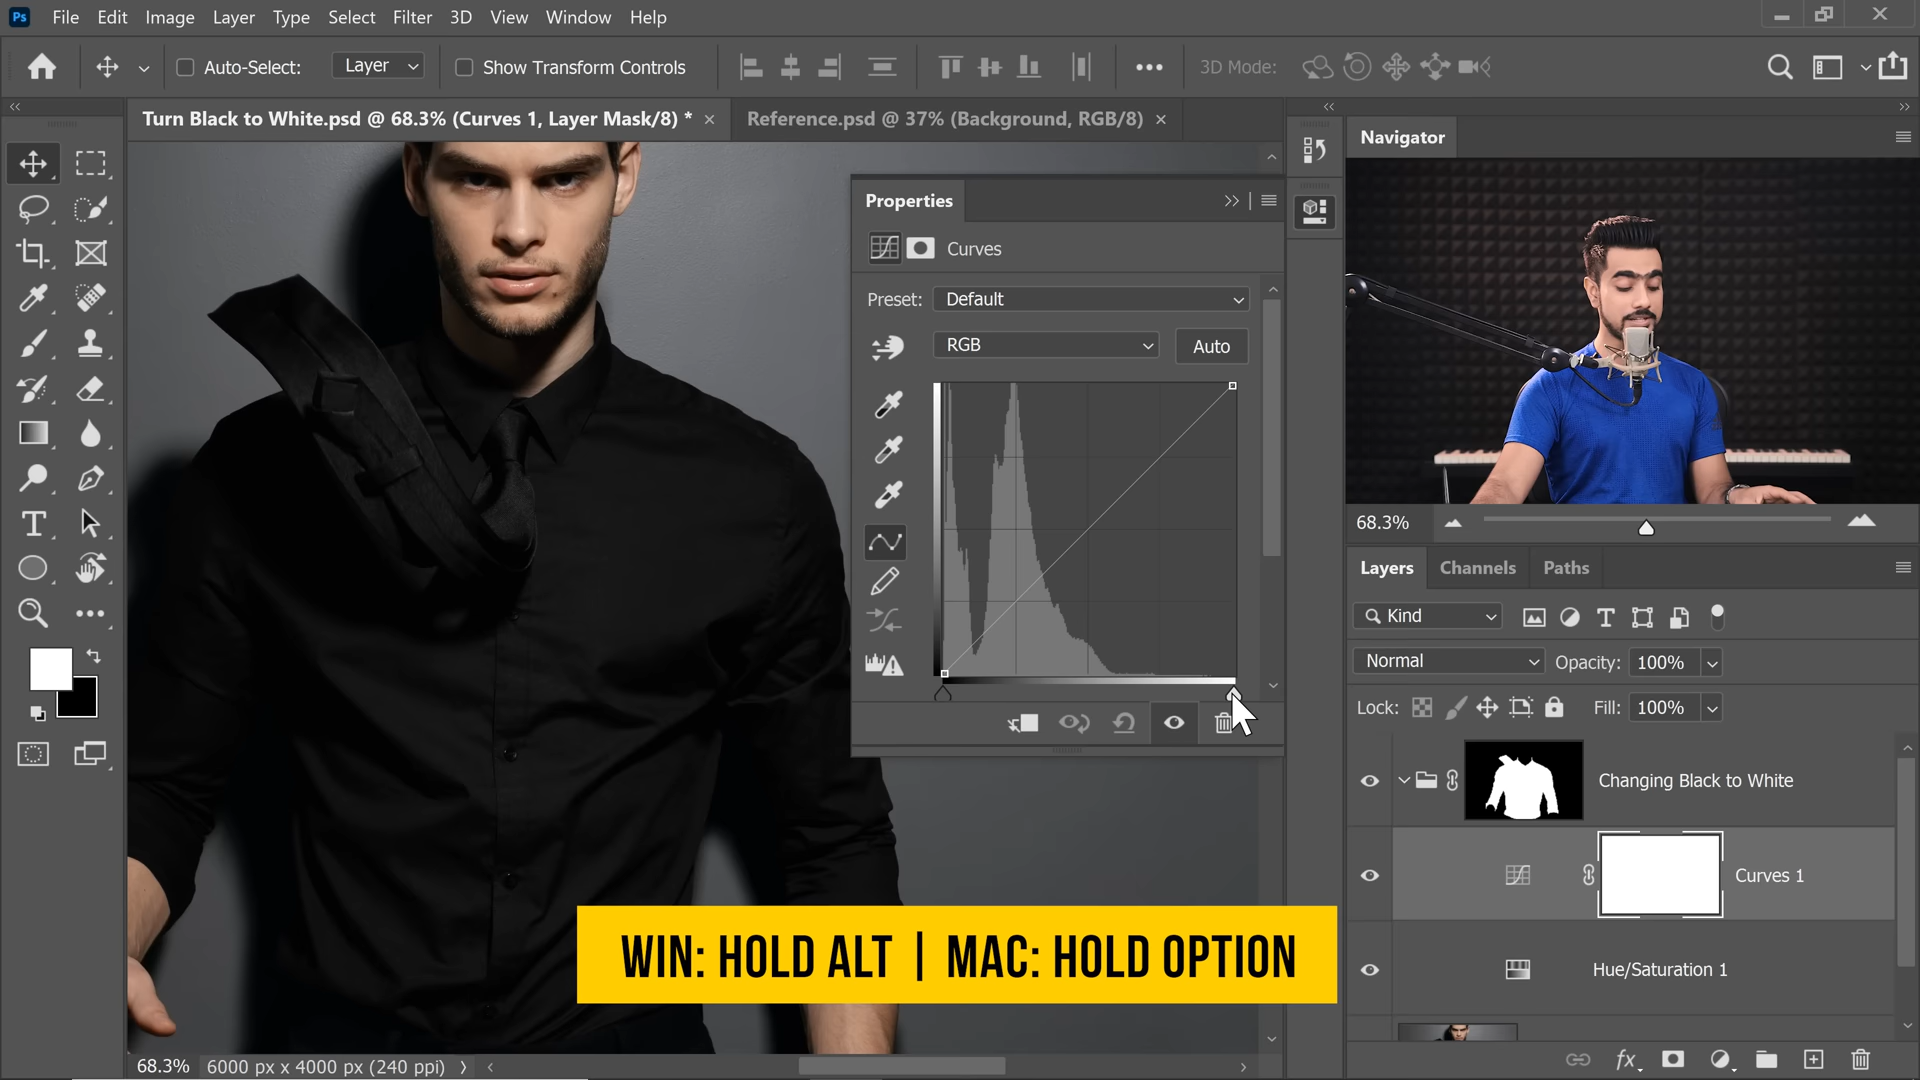 Ps File Edit Image Layer Type Select Filter 3D View Window Help
Auto-Select: Layer Show Transform Controls 3D Mode:
Turn Black to White.psd @ 68.3% (Curves 1, Layer Mask/8) * Reference.psd @ 37% (Background, RGB/8)
Navigator
Properties
Curves
Preset: Default
RGB Auto
68.3%
Layers Channels Paths
Kind
Normal Opacity: 100%
Lock: Fill: 100%
Changing Black to White
Curves 1
Hue/Saturation 1
WIN: HOLD ALT | MAC: HOLD OPTION
68.3% 6000 px x 4000 px (240 ppi)